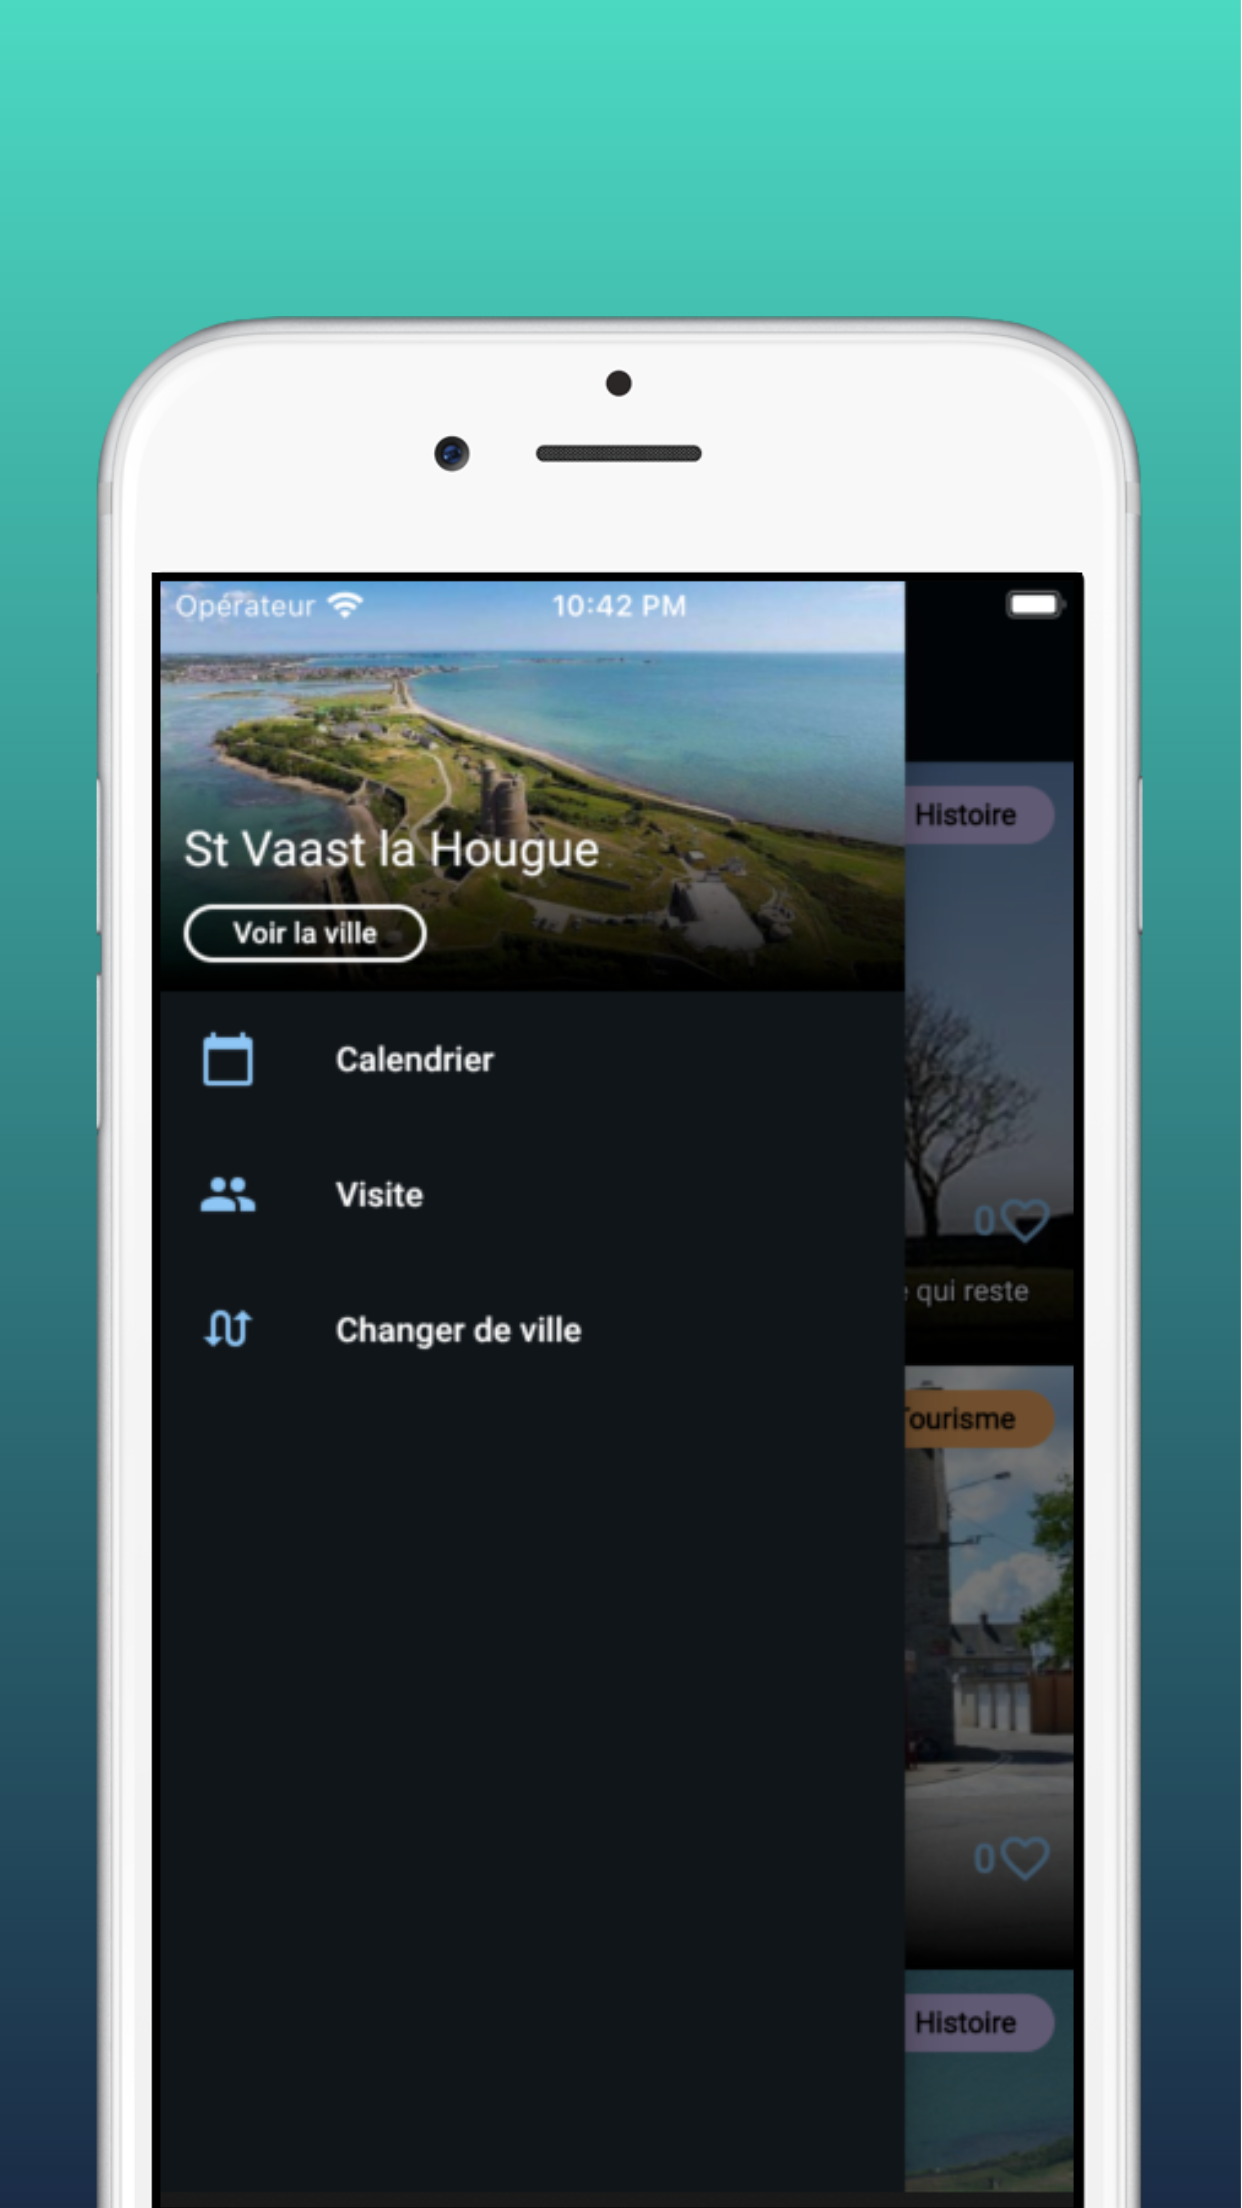 Opérateur 10:42 PM
St Vaast la Hougue
Voir la ville
Calendrier
Visite
Changer de ville
Histoire
0
qui reste
Tourisme
0
Histoire